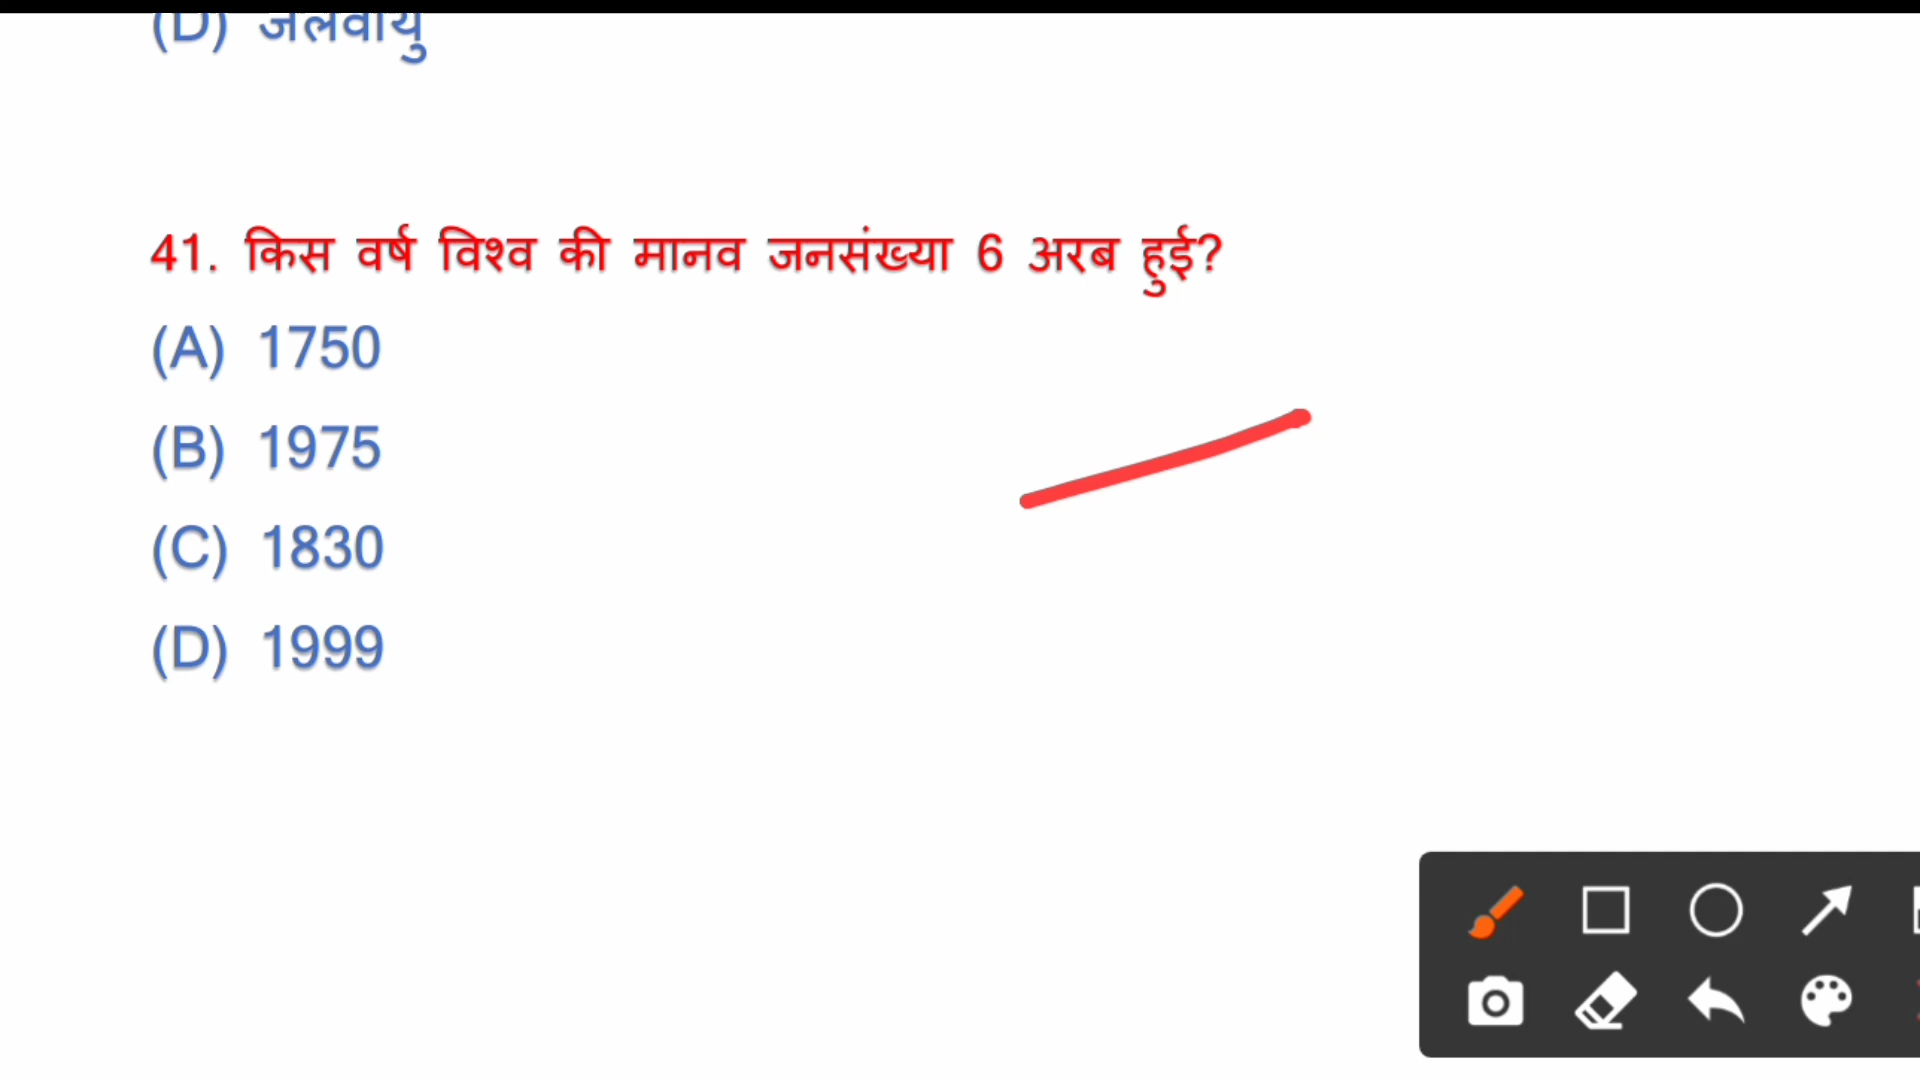 (D) जलवायु
41. किस वर्ष विश्व की मानव जनसंख्या 6 अरब हुई?
(A) 1750
(B) 1975
(C) 1830
(D) 1999